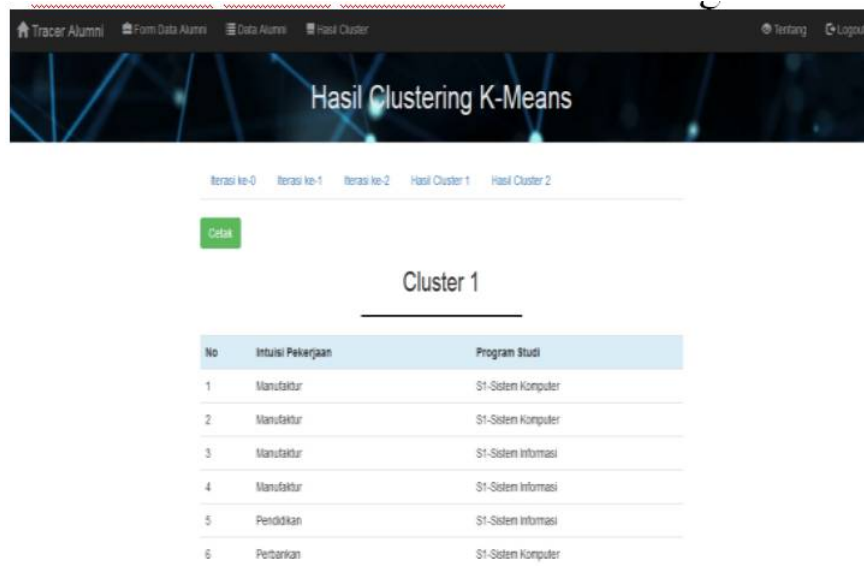 Tracer Alumni Form Data Alumni Data Alumni Hasil Cluster Tentang Logout
Hasil Clustering K-Means
Iterasi ke-0 Iterasi ke-1 Iterasi ke-2 Hasil Cluster 1 Hasil Cluster 2
Cetak
Cluster 1
No Intuisi Pekerjaan Program Studi
1 Manufaktur S1-Sistem Komputer
2 Manufaktur S1-Sistem Komputer
3 Manufaktur S1-Sistem Informasi
4 Manufaktur S1-Sistem Informasi
5 Pendidikan S1-Sistem Informasi
6 Perbankan S1-Sistem Komputer